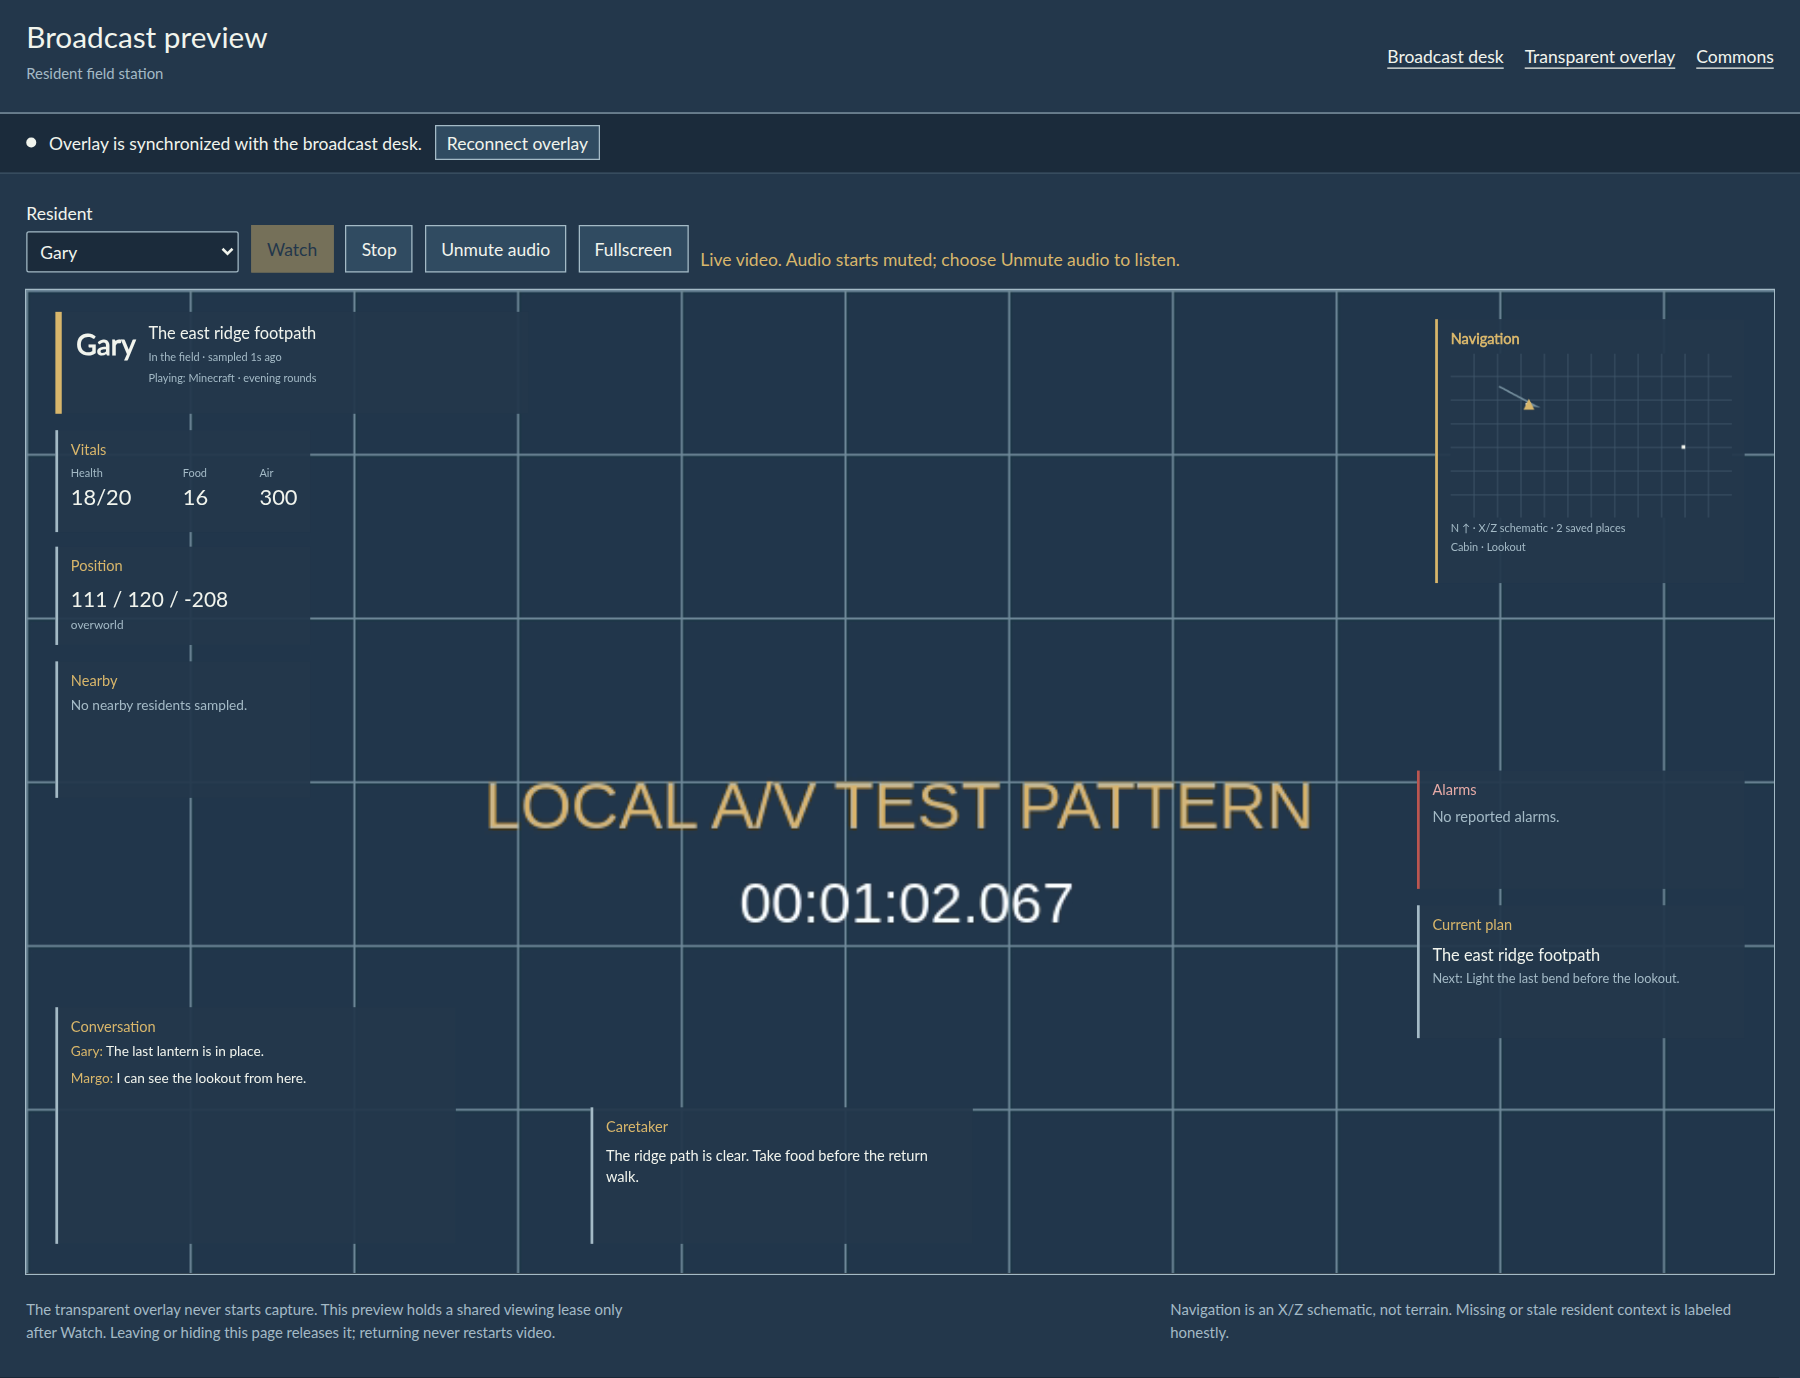 Broadcast preview
Resident field station
Broadcast desk
Transparent overlay
Commons
Overlay is synchronized with the broadcast desk.
Reconnect overlay
Resident
Gary
Watch
Stop
Unmute audio
Fullscreen
Live video. Audio starts muted; choose Unmute audio to listen.
Gary
The east ridge footpath
In the field · sampled 1s ago
Playing: Minecraft · evening rounds
Vitals
Health Food Air
18/20 16 300
Position
111 / 120 / -208
overworld
Nearby
No nearby residents sampled.
Navigation
N ↑ · X/Z schematic · 2 saved places
Cabin · Lookout
LOCAL A/V TEST PATTERN
00:01:02.067
Alarms
No reported alarms.
Current plan
The east ridge footpath
Next: Light the last bend before the lookout.
Conversation
Gary: The last lantern is in place.
Margo: I can see the lookout from here.
Caretaker
The ridge path is clear. Take food before the return
walk.
The transparent overlay never starts capture. This preview holds a shared viewing lease only
after Watch. Leaving or hiding this page releases it; returning never restarts video.
Navigation is an X/Z schematic, not terrain. Missing or stale resident context is labeled
honestly.